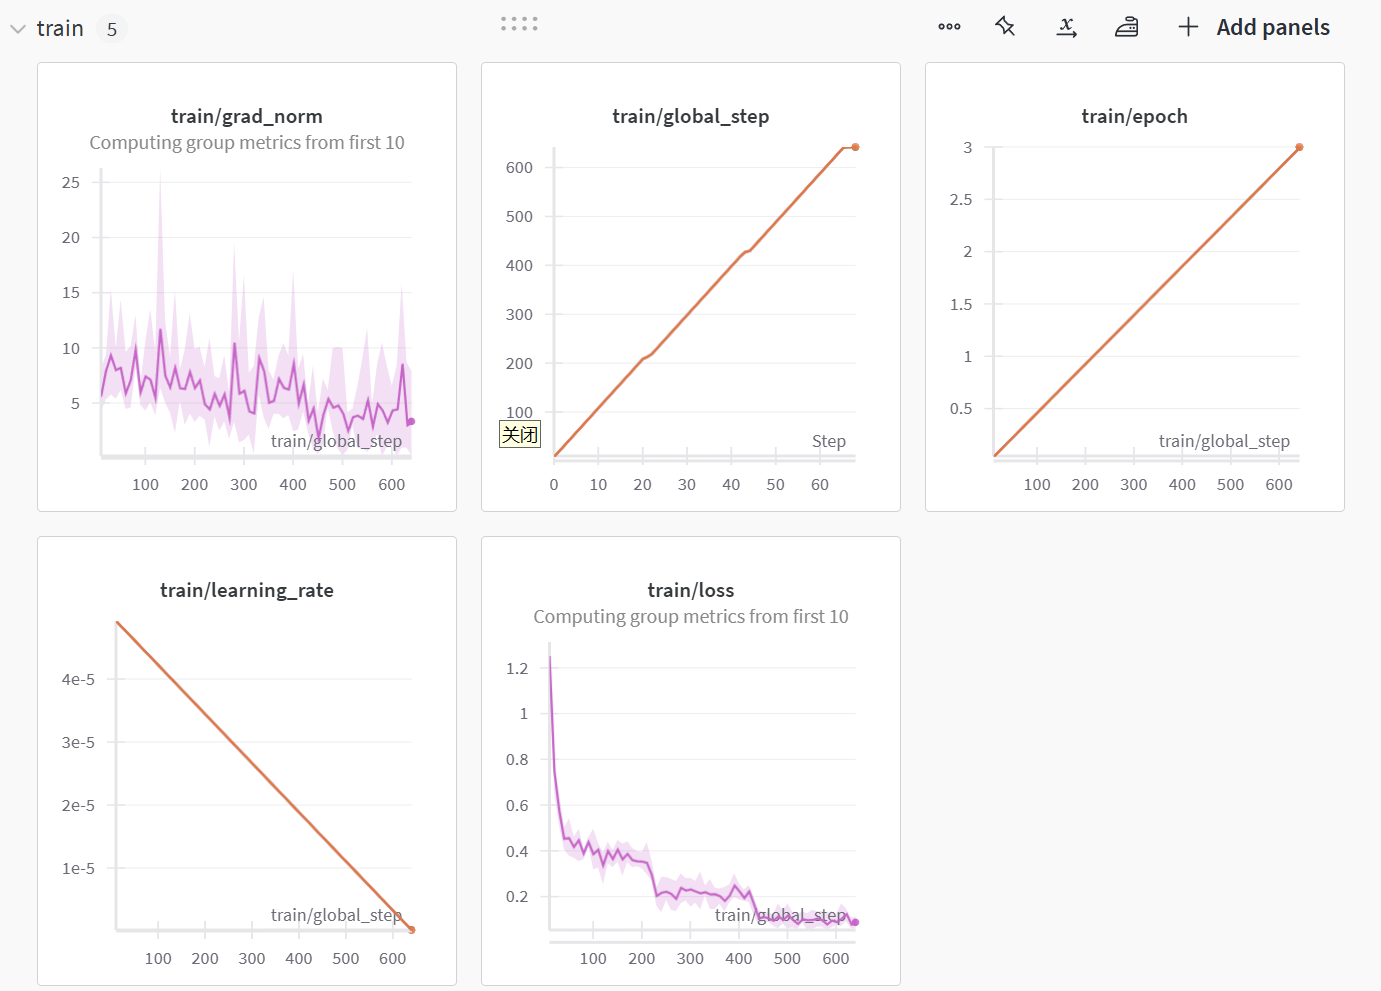 train 5
Add panels
train/grad_norm
Computing group metrics from first 10
25
20
15
10
5
train/global_step
100 200 300 400 500 600
train/global_step
600
500
400
300
200
100
关闭
Step
0 10 20 30 40 50 60
train/epoch
3
2.5
2
1.5
1
0.5
train/global_step
100 200 300 400 500 600
train/learning_rate
4e-5
3e-5
2e-5
1e-5
train/global_step
100 200 300 400 500 600
train/loss
Computing group metrics from first 10
1.2
1
0.8
0.6
0.4
0.2
train/global_step
100 200 300 400 500 600